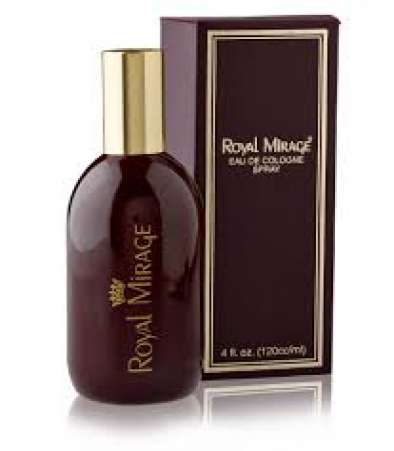 ROYAL MIRAGE
ROYAL MIRAGE
EAU DE COLOGNE
SPRAY
4 fl. oz. (120cc/ml)